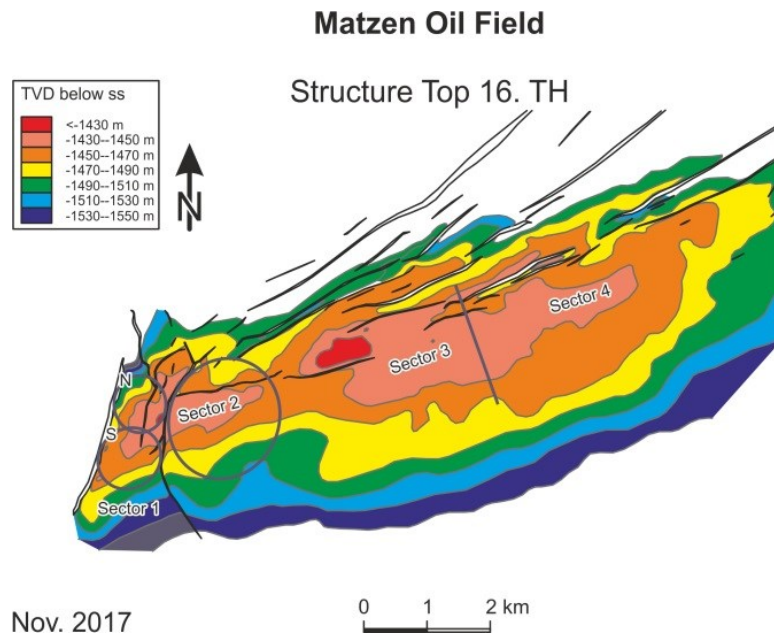 Matzen Oil Field
Structure Top 16. TH
TVD below ss
<-1430 m
-1430--1450 m
-1450--1470 m
-1470--1490 m
-1490--1510 m
-1510--1530 m
-1530--1550 m
N
Sector 4
Sector 3
N
Sector 2
S
Sector 1
Nov. 2017
0 1 2 km